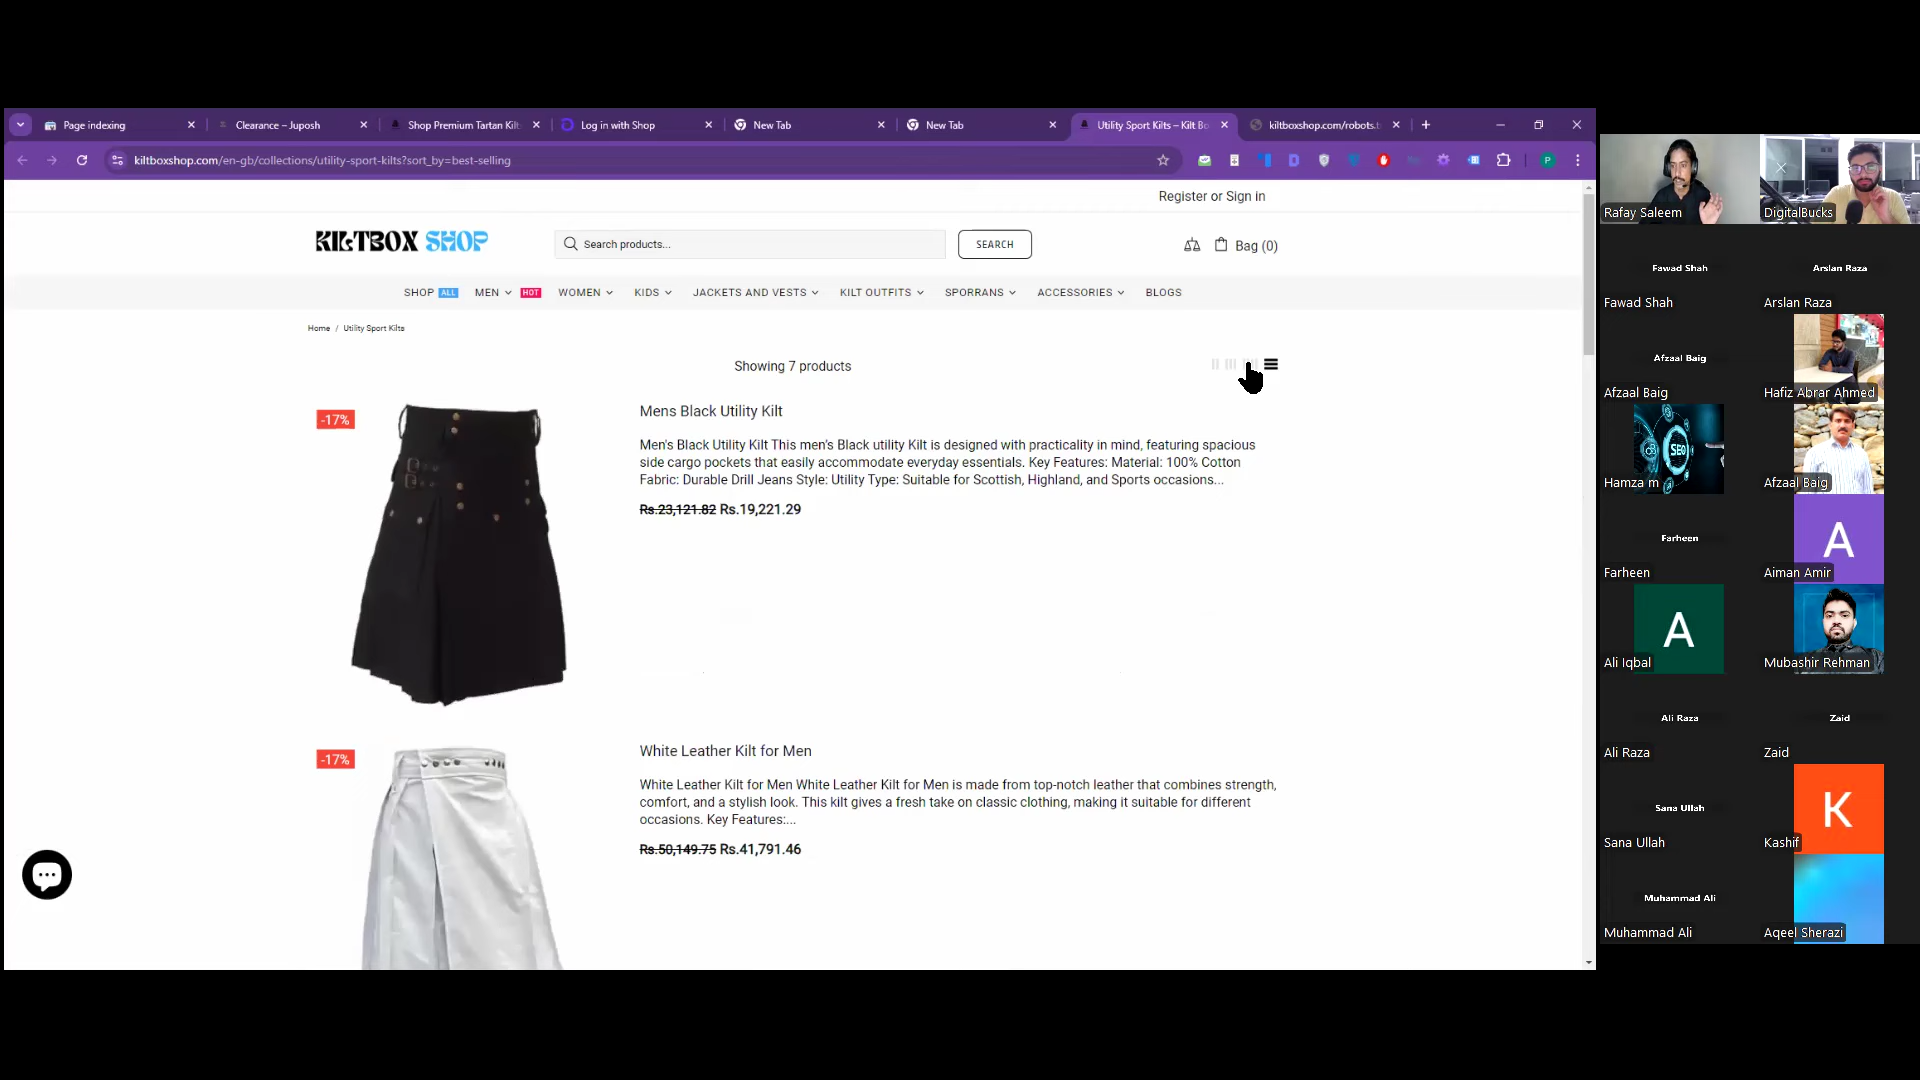 Page indexing
Clearance – Juposh
Shop Premium Tartan Kilt
Log in with Shop
New Tab
New Tab
Utility Sport Kilts – Kilt Bo
kiltboxshop.com/robots.t
kiltboxshop.com/en-gb/collections/utility-sport-kilts?sort_by=best-selling
P
Register or Sign in
KILTBOX SHOP
Search products...
SEARCH
Bag (0)
SHOP ALL
MEN HOT
WOMEN
KIDS
JACKETS AND VESTS
KILT OUTFITS
SPORRANS
ACCESSORIES
BLOGS
Home / Utility Sport Kilts
Showing 7 products
-17%
Mens Black Utility Kilt
Men's Black Utility Kilt This men's Black utility Kilt is designed with practicality in mind, featuring spacious
side cargo pockets that easily accommodate everyday essentials. Key Features: Material: 100% Cotton
Fabric: Durable Drill Jeans Style: Utility Type: Suitable for Scottish, Highland, and Sports occasions...
Rs.23,121.82 Rs.19,221.29
-17%
White Leather Kilt for Men
White Leather Kilt for Men White Leather Kilt for Men is made from top-notch leather that combines strength,
comfort, and a stylish look. This kilt gives a fresh take on classic clothing, making it suitable for different
occasions. Key Features:...
Rs.50,149.75 Rs.41,791.46
Rafay Saleem
DigitalBucks
Fawad Shah
Fawad Shah
Arslan Raza
Arslan Raza
Afzaal Baig
Afzaal Baig
Hafiz Abrar Ahmed
SEO
Hamza m
Afzaal Baig
Farheen
Farheen
A
Aiman Amir
A
Ali Iqbal
Mubashir Rehman
Ali Raza
Ali Raza
Zaid
Zaid
Sana Ullah
Sana Ullah
K
Kashif
Muhammad Ali
Muhammad Ali
Aqeel Sherazi